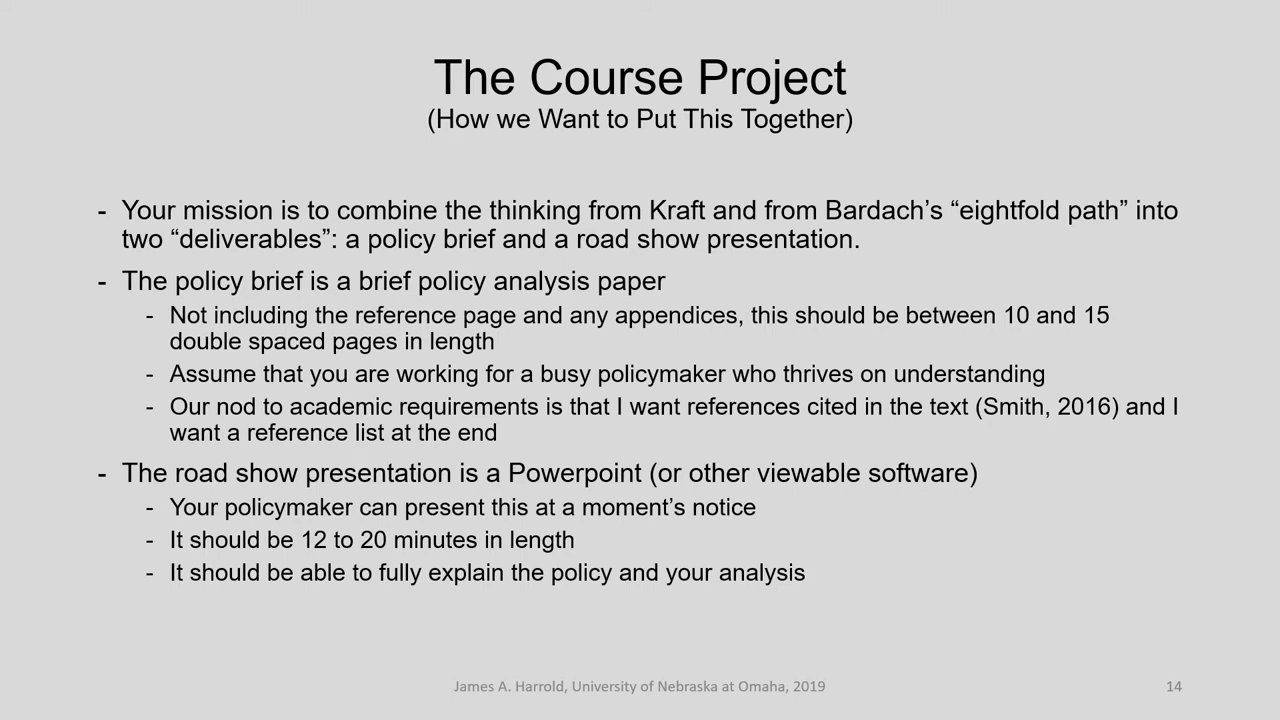 The Course Project
(How we Want to Put This Together)
- Your mission is to combine the thinking from Kraft and from Bardach’s “eightfold path” into
two “deliverables”: a policy brief and a road show presentation.
- The policy brief is a brief policy analysis paper
- Not including the reference page and any appendices, this should be between 10 and 15
double spaced pages in length
- Assume that you are working for a busy policymaker who thrives on understanding
- Our nod to academic requirements is that I want references cited in the text (Smith, 2016) and I
want a reference list at the end
- The road show presentation is a Powerpoint (or other viewable software)
- Your policymaker can present this at a moment’s notice
- It should be 12 to 20 minutes in length
- It should be able to fully explain the policy and your analysis
James A. Harrold, University of Nebraska at Omaha, 2019
14